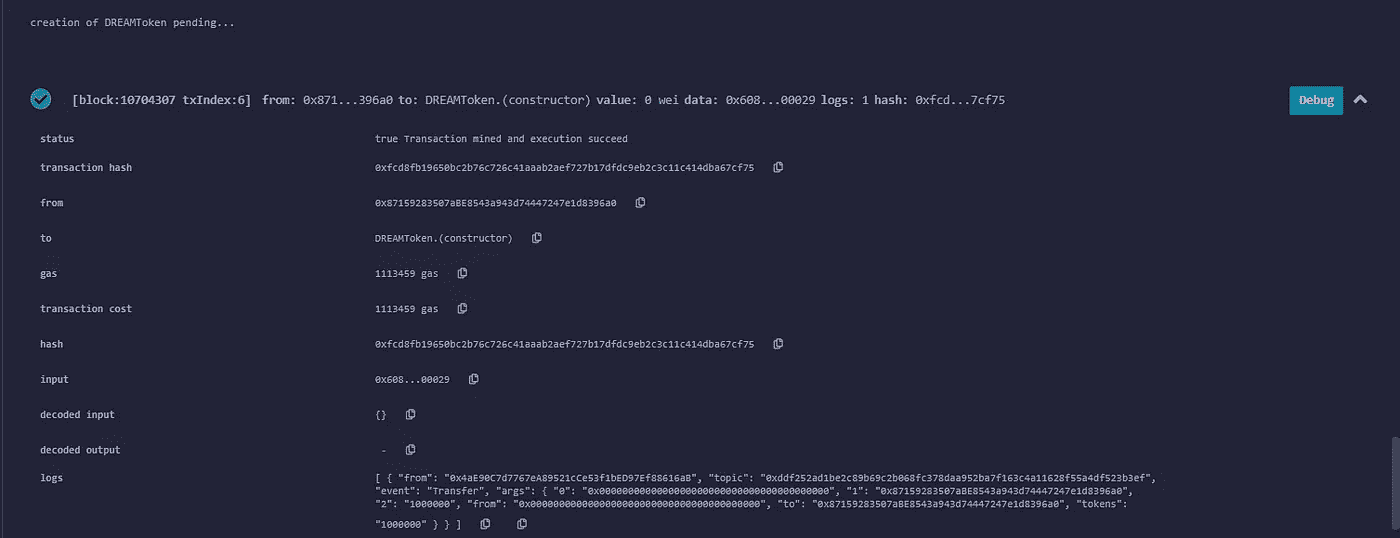 creation of DREAMToken pending...
[block:10704307 txIndex:6] from: 0x871...396a0 to: DREAMToken.(constructor) value: 0 wei data: 0x608...00029 logs: 1 hash: 0xfcd...7cf75
Debug
status true Transaction mined and execution succeed
transaction hash 0xfcd8fb19650bc2b76c726c41aaab2aef727b17dfdc9eb2c3c11c414dba67cf75
from 0x87159283507aBE8543a943d74447247e1d8396a0
to DREAMToken.(constructor)
gas 1113459 gas
transaction cost 1113459 gas
hash 0xfcd8fb19650bc2b76c726c41aaab2aef727b17dfdc9eb2c3c11c414dba67cf75
input 0x608...00029
decoded input {}
decoded output -
logs [ { "from": "0x4aE90C7d7767eA89521cCe53f1bED97Ef88616aB", "topic": "0xddf252ad1be2c89b69c2b068fc378daa952ba7f163c4a11628f55a4df523b3ef",
"event": "Transfer", "args": { "0": "0x0000000000000000000000000000000000000000", "1": "0x87159283507aBE8543a943d74447247e1d8396a0",
"2": "1000000", "from": "0x0000000000000000000000000000000000000000", "to": "0x87159283507aBE8543a943d74447247e1d8396a0", "tokens":
"1000000" } } ]